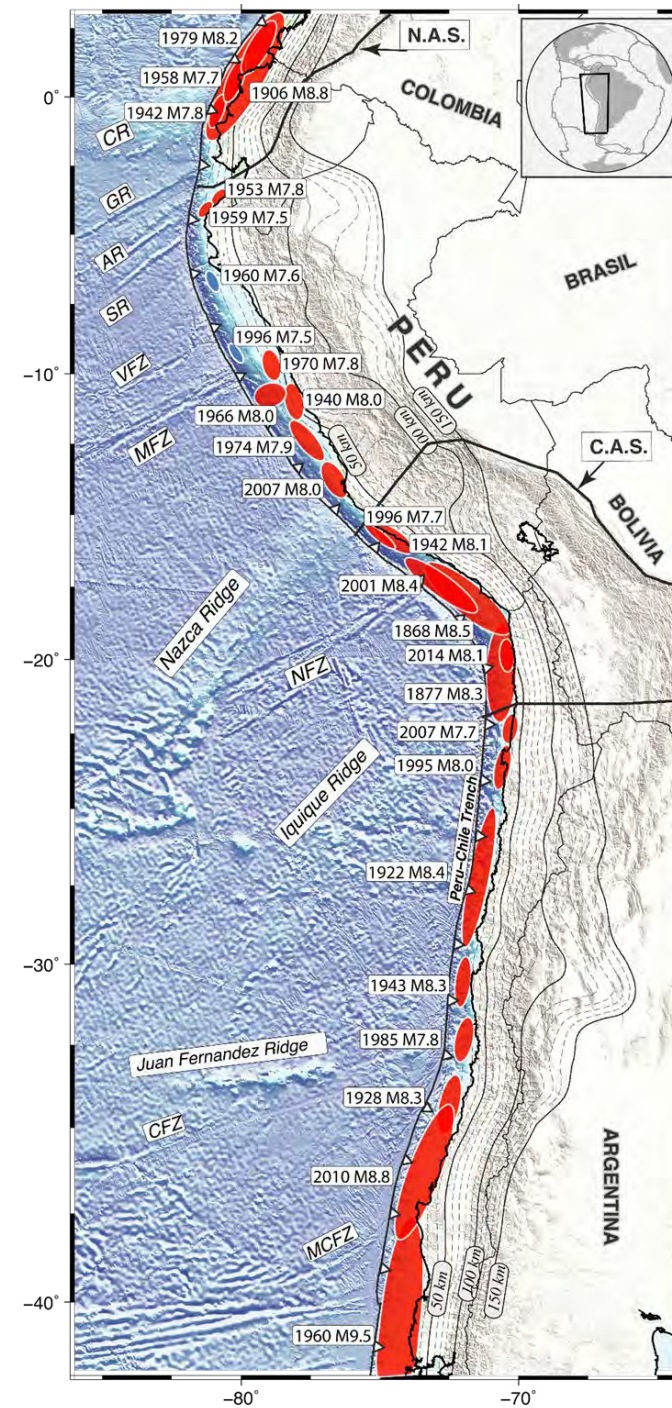 1979 M8.2
N.A.S.
1958 M7.7
1906 M8.8
COLOMBIA
0°
1942 M7.8
CR
GR
1953 M7.8
1959 M7.5
AR
BRASIL
1960 M7.6
SR
PERU
1996 M7.5
VFZ
1970 M7.8
-10°
150 km
1940 M8.0
1966 M8.0
00 km
MFZ
1974 M7.9
50 km
C.A.S.
2007 M8.0
BOLIVIA
1996 M7.7
1942 M8.1
2001 M8.4
Nazca Ridge
1868 M8.5
NFZ
2014 M8.1
-20°
1877 M8.3
2007 M7.7
1995 M8.0
Iquique Ridge
Peru-Chile Trench
1922 M8.4
-30°
1943 M8.3
1985 M7.8
Juan Fernandez Ridge
1928 M8.3
CFZ
ARGENTINA
2010 M8.8
MCFZ
50 km
100 km
150 km
-40°
1960 M9.5
-80°
-70°